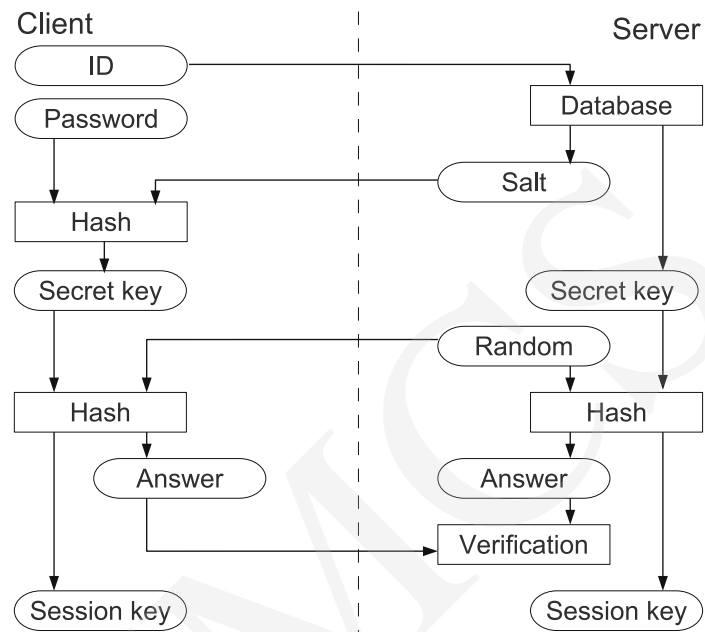 Client
Server
ID
Password
Database
Salt
Hash
Secret key
Secret key
Random
Hash
Hash
Answer
Answer
Verification
Session key
Session key
MCS